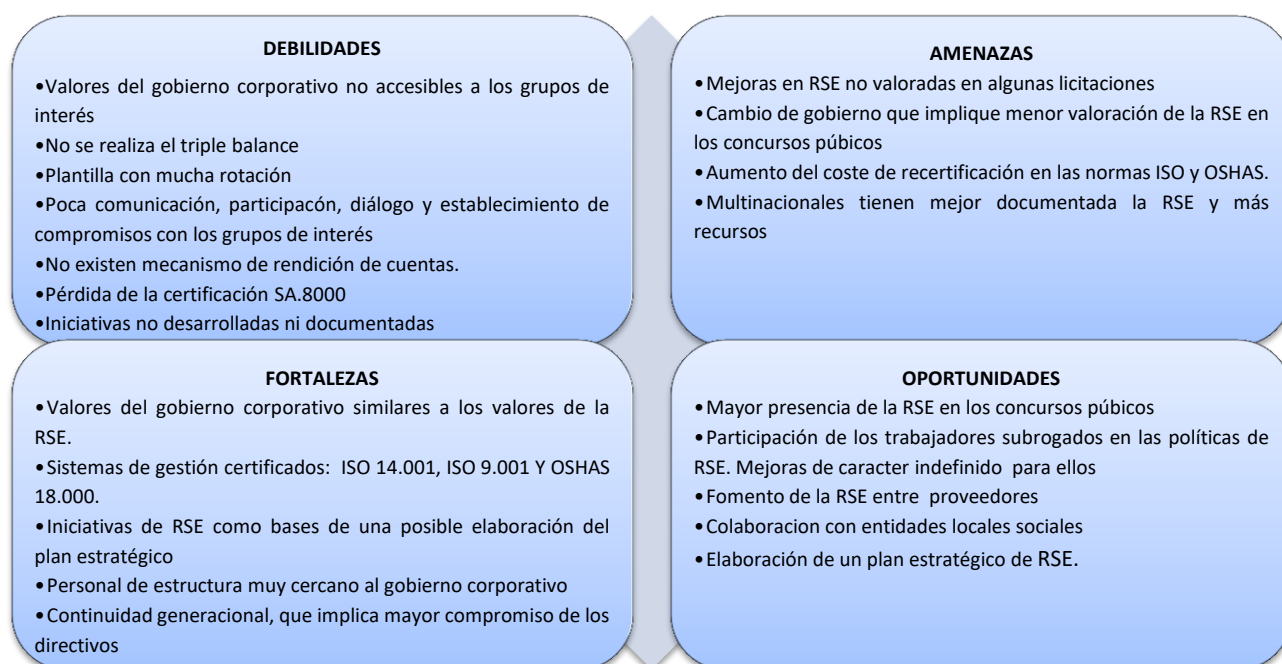 DEBILIDADES
•Valores del gobierno corporativo no accesibles a los grupos de
interés
•No se realiza el triple balance
•Plantilla con mucha rotación
•Poca comunicación, participacón, diálogo y establecimiento de
compromisos con los grupos de interés
•No existen mecanismo de rendición de cuentas.
•Pérdida de la certificación SA.8000
•Iniciativas no desarrolladas ni documentadas
AMENAZAS
•Mejoras en RSE no valoradas en algunas licitaciones
•Cambio de gobierno que implique menor valoración de la RSE en
los concursos púbicos
•Aumento del coste de recertificación en las normas ISO y OSHAS.
•Multinacionales tienen mejor documentada la RSE y más
recursos
FORTALEZAS
•Valores del gobierno corporativo similares a los valores de la
RSE.
•Sistemas de gestión certificados: ISO 14.001, ISO 9.001 Y OSHAS
18.000.
•Iniciativas de RSE como bases de una posible elaboración del
plan estratégico
•Personal de estructura muy cercano al gobierno corporativo
•Continuidad generacional, que implica mayor compromiso de los
directivos
OPORTUNIDADES
•Mayor presencia de la RSE en los concursos púbicos
•Participación de los trabajadores subrogados en las políticas de
RSE. Mejoras de caracter indefinido para ellos
•Fomento de la RSE entre proveedores
•Colaboracion con entidades locales sociales
•Elaboración de un plan estratégico de RSE.